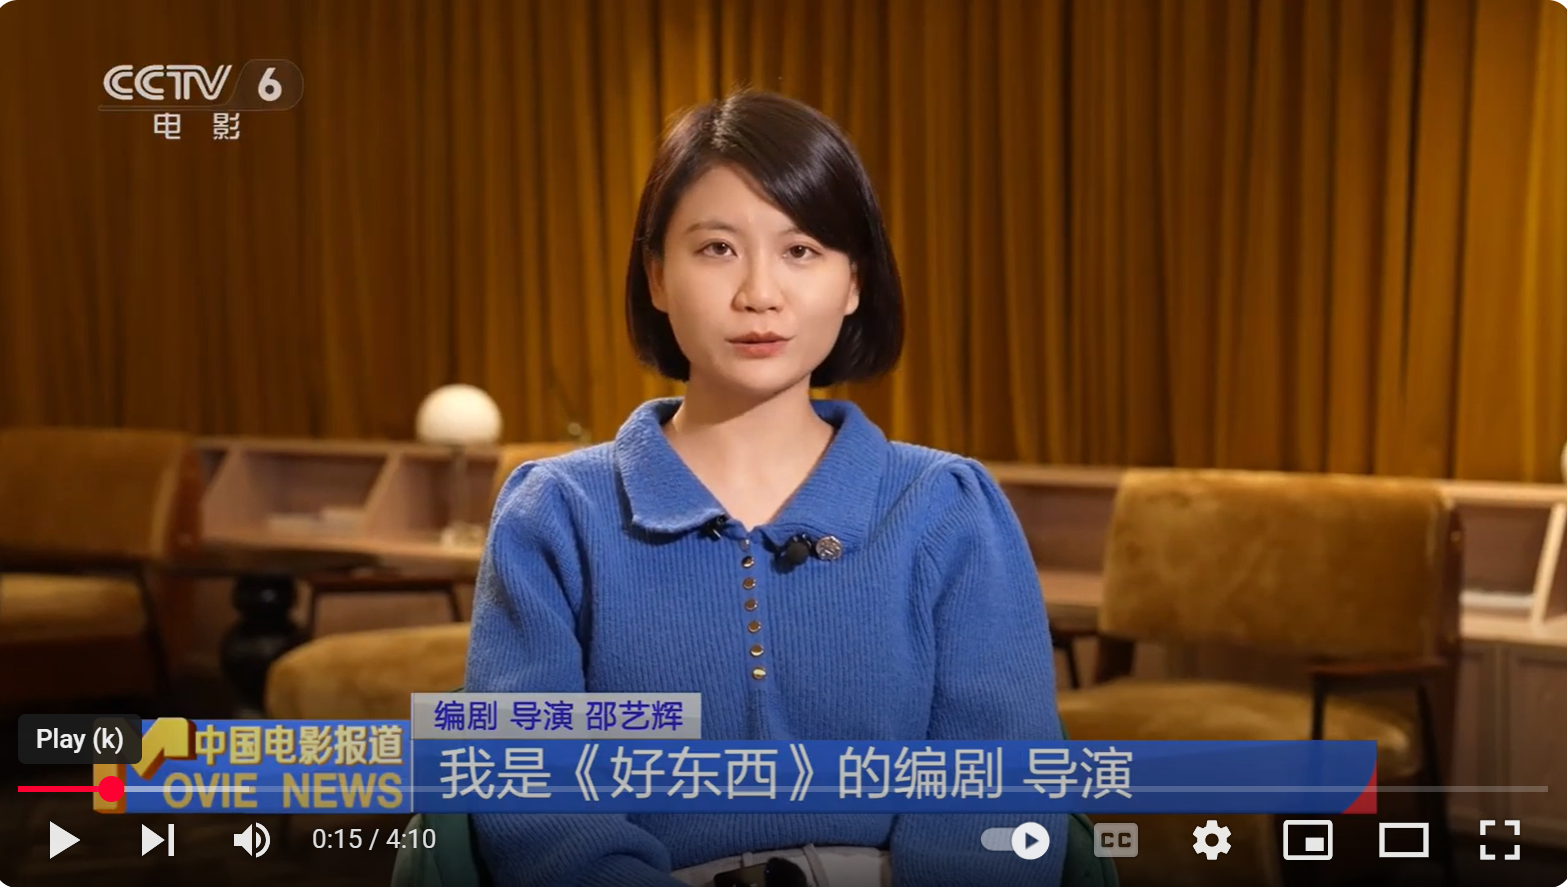 CCTV 6
电影
编剧 导演 邵艺辉
Play (k)
中国电影报道
OVIE NEWS
我是《好东西》的编剧 导演
0:15 / 4:10
CC